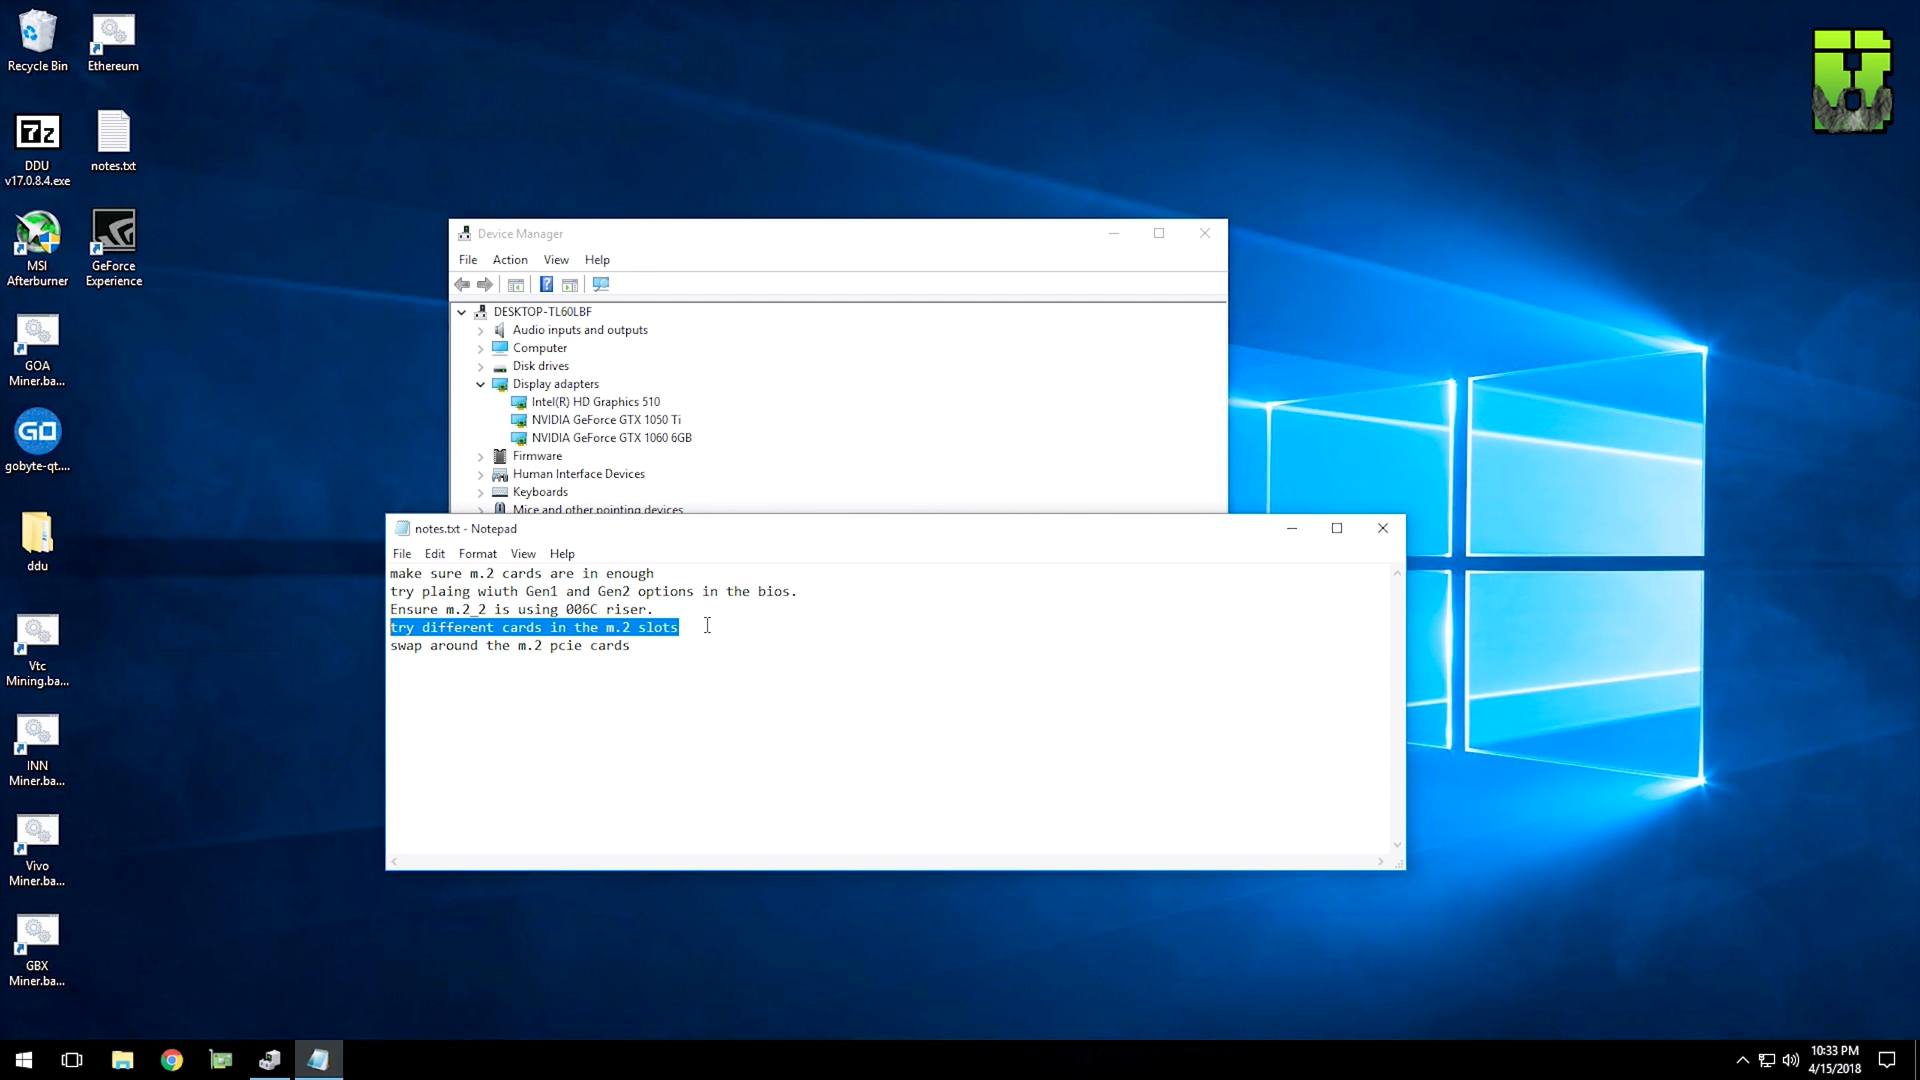 Recycle Bin
Ethereum
DDU
v17.0.8.4.exe
notes.txt
MSI
Afterburner
GeForce
Experience
GOA
Miner.ba...
GO
gobyte-qt....
ddu
Vtc
Mining.ba...
INN
Miner.ba...
Vivo
Miner.ba...
GBX
Miner.ba...
7z
Device Manager
File Action View Help
DESKTOP-TL60LBF
Audio inputs and outputs
Computer
Disk drives
Display adapters
Intel(R) HD Graphics 510
NVIDIA GeForce GTX 1050 Ti
NVIDIA GeForce GTX 1060 6GB
Firmware
Human Interface Devices
Keyboards
Mice and other pointing devices
notes.txt - Notepad
File Edit Format View Help
make sure m.2 cards are in enough
try plaing wiuth Gen1 and Gen2 options in the bios.
Ensure m.2_2 is using 006C riser.
try different cards in the m.2 slots
swap around the m.2 pcie cards
10:33 PM
4/15/2018